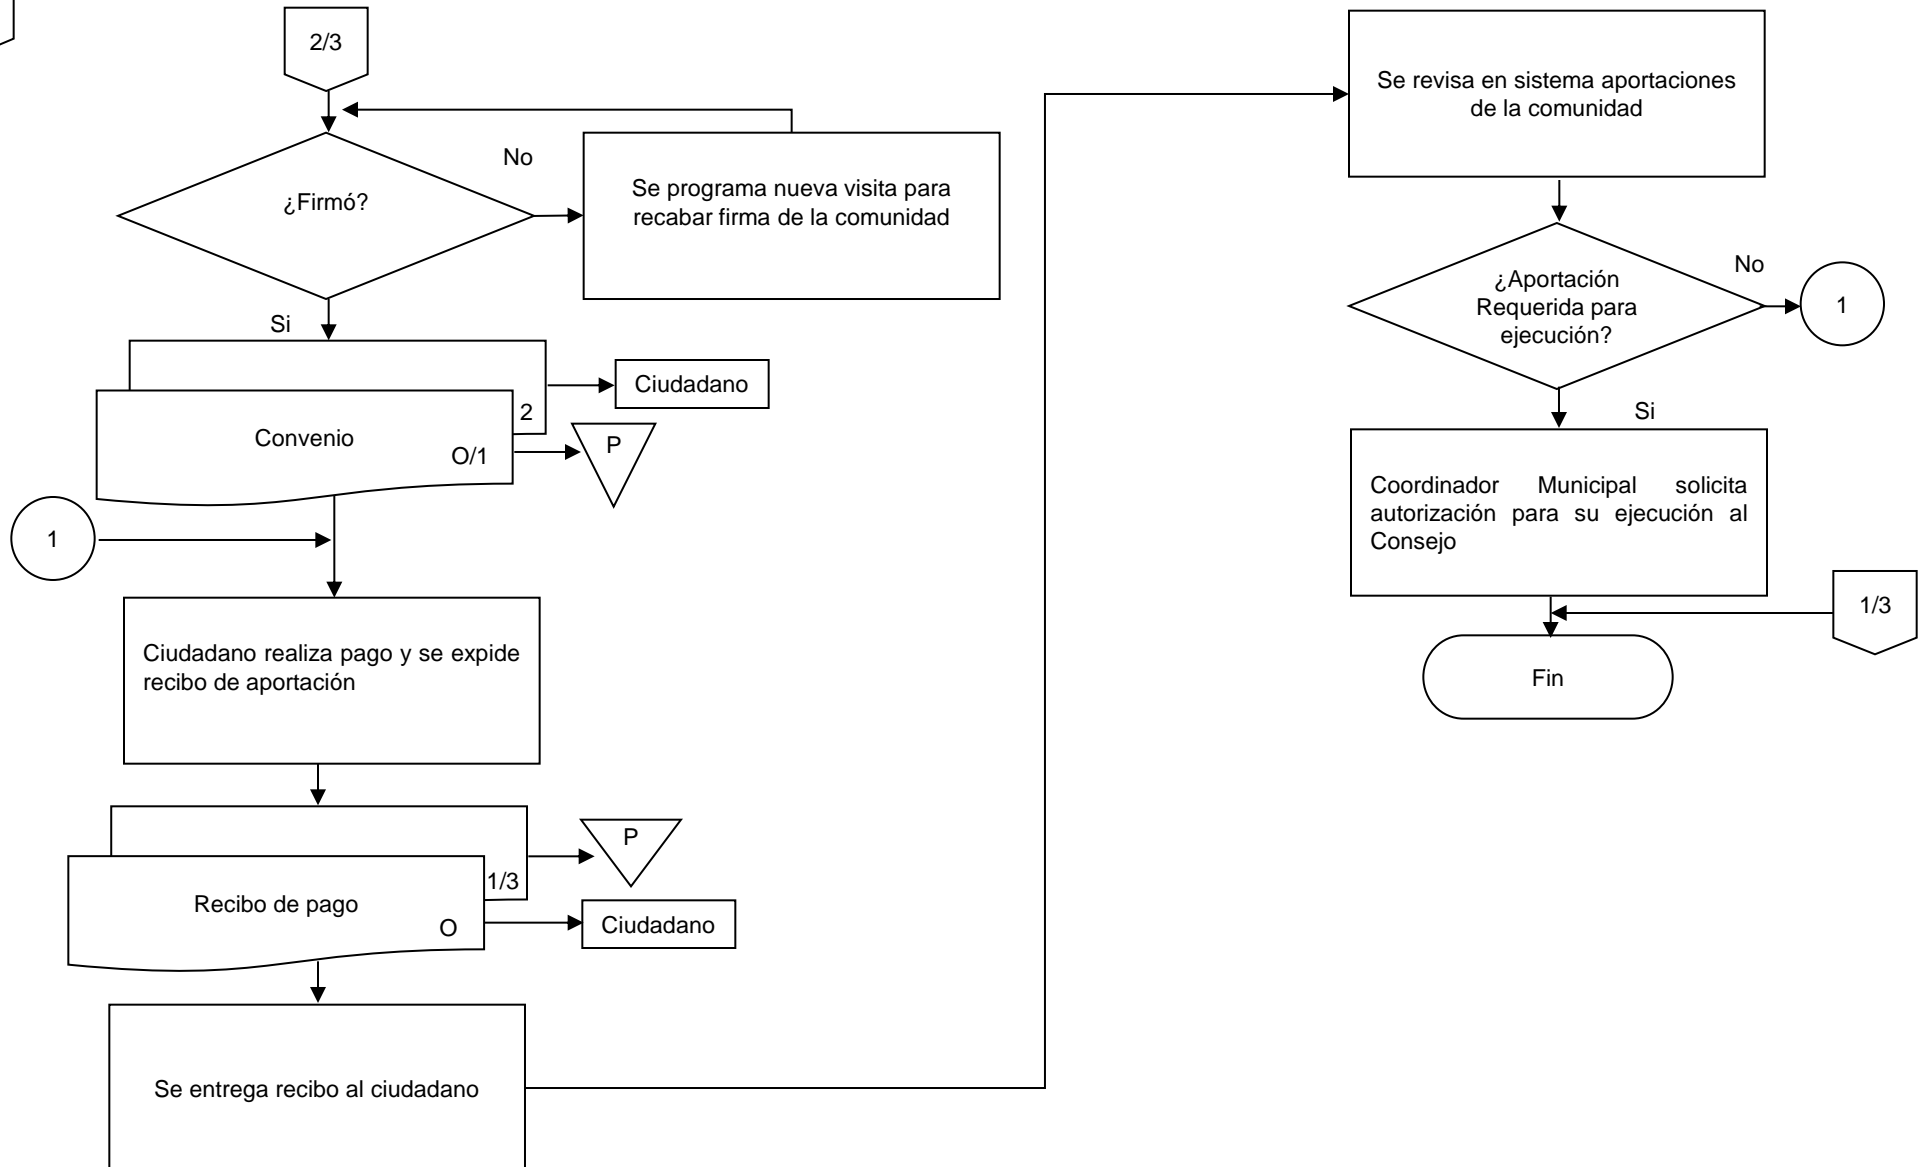 2/3
¿Firmó?
No
Se programa nueva visita para
recabar firma de la comunidad
Si
Ciudadano
2
Convenio
O/1
P
1
Ciudadano realiza pago y se expide
recibo de aportación
P
1/3
Recibo de pago
O
Ciudadano
Se entrega recibo al ciudadano
Se revisa en sistema aportaciones
de la comunidad
¿Aportación
Requerida para
ejecución?
No
1
Si
Coordinador Municipal solicita
autorización para su ejecución al
Consejo
1/3
Fin